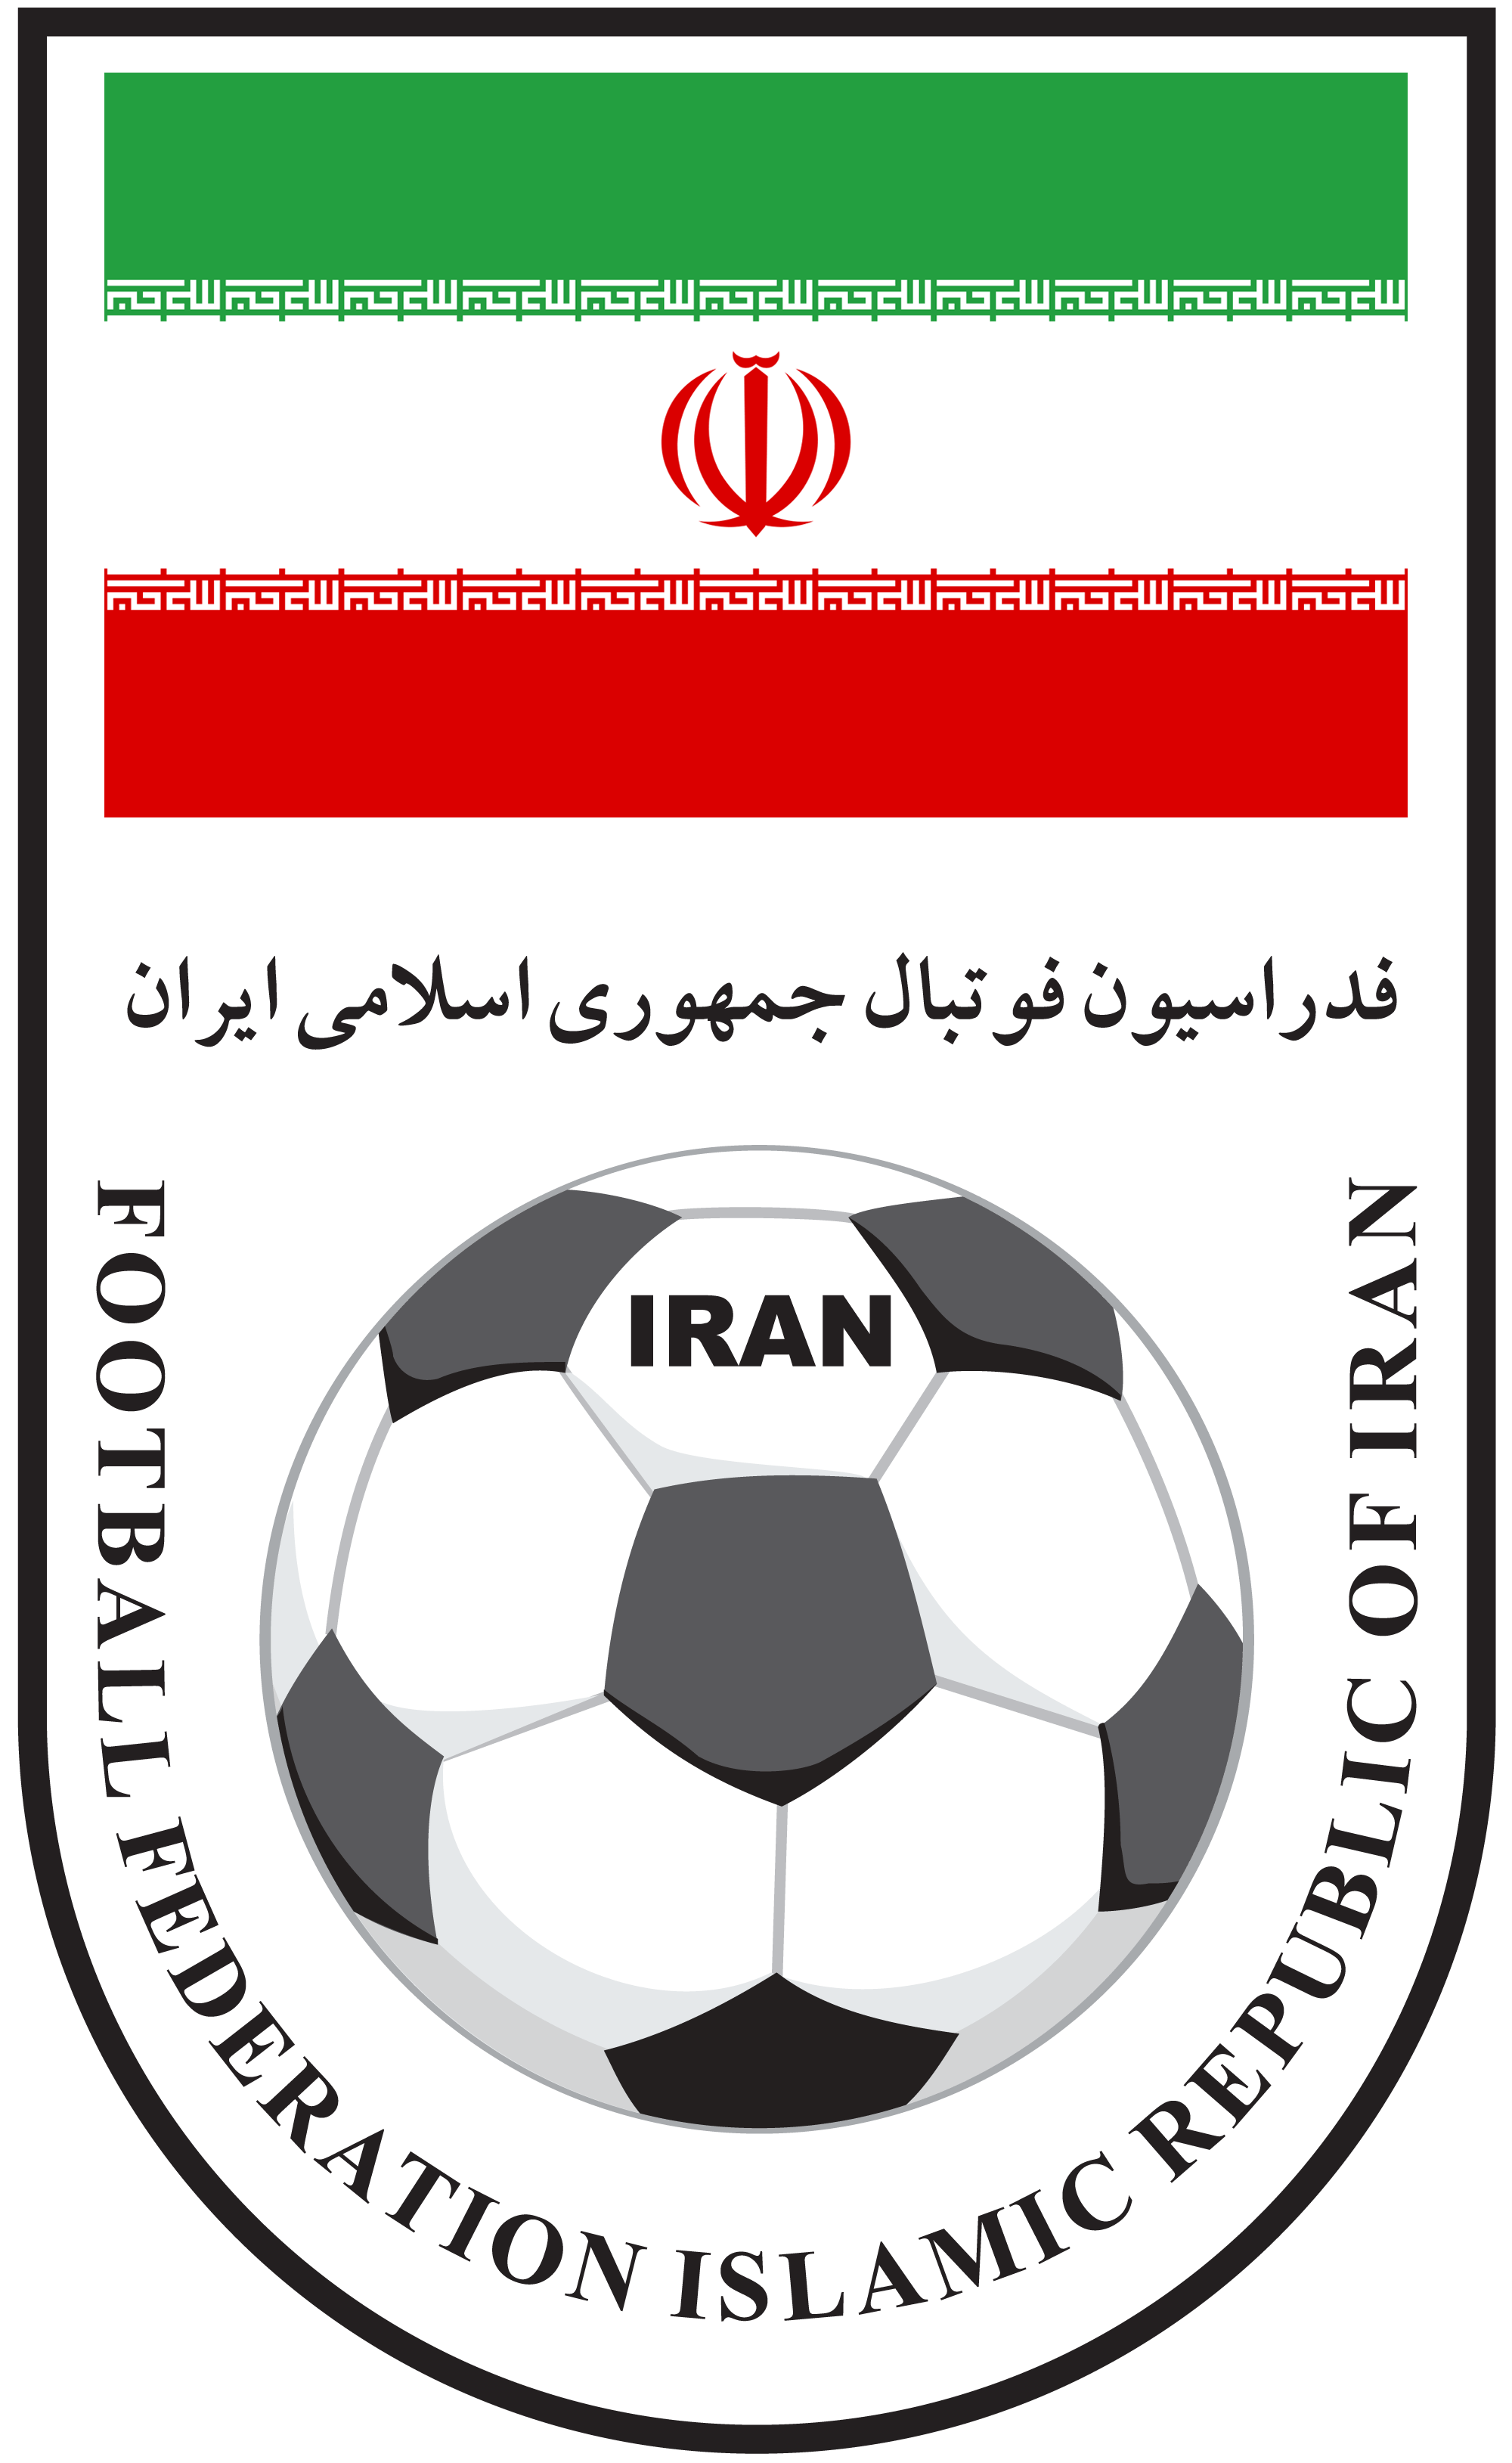 فدراسیون فوتبال جمهوری اسلامی ایران
IRAN
FOOTBALL FEDERATION ISLAMIC REPUBLIC OF IRAN